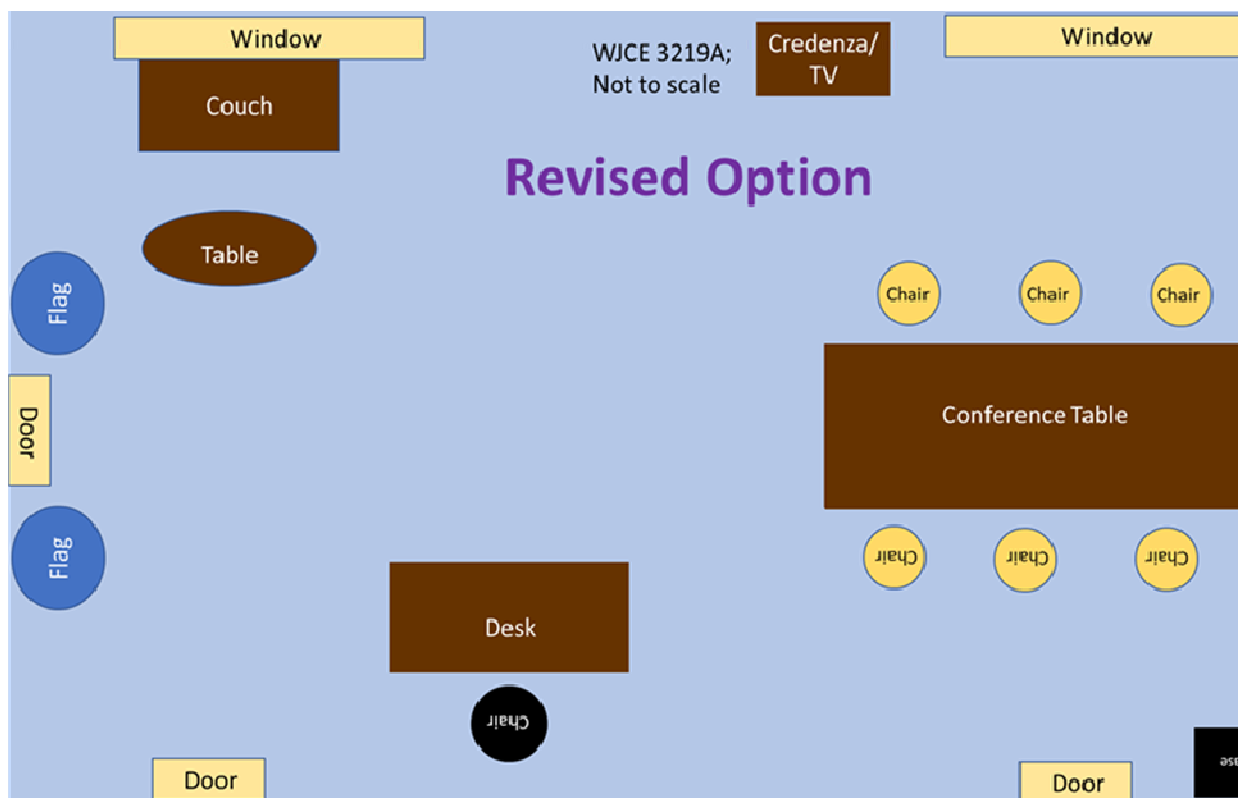 Window
WJCE 3219A;
Not to scale
Credenza/
TV
Window
Couch
Revised Option
Table
Flag
Chair
Chair
Chair
Door
Conference Table
Flag
Chair
Chair
Chair
Desk
Chair
Door
Door